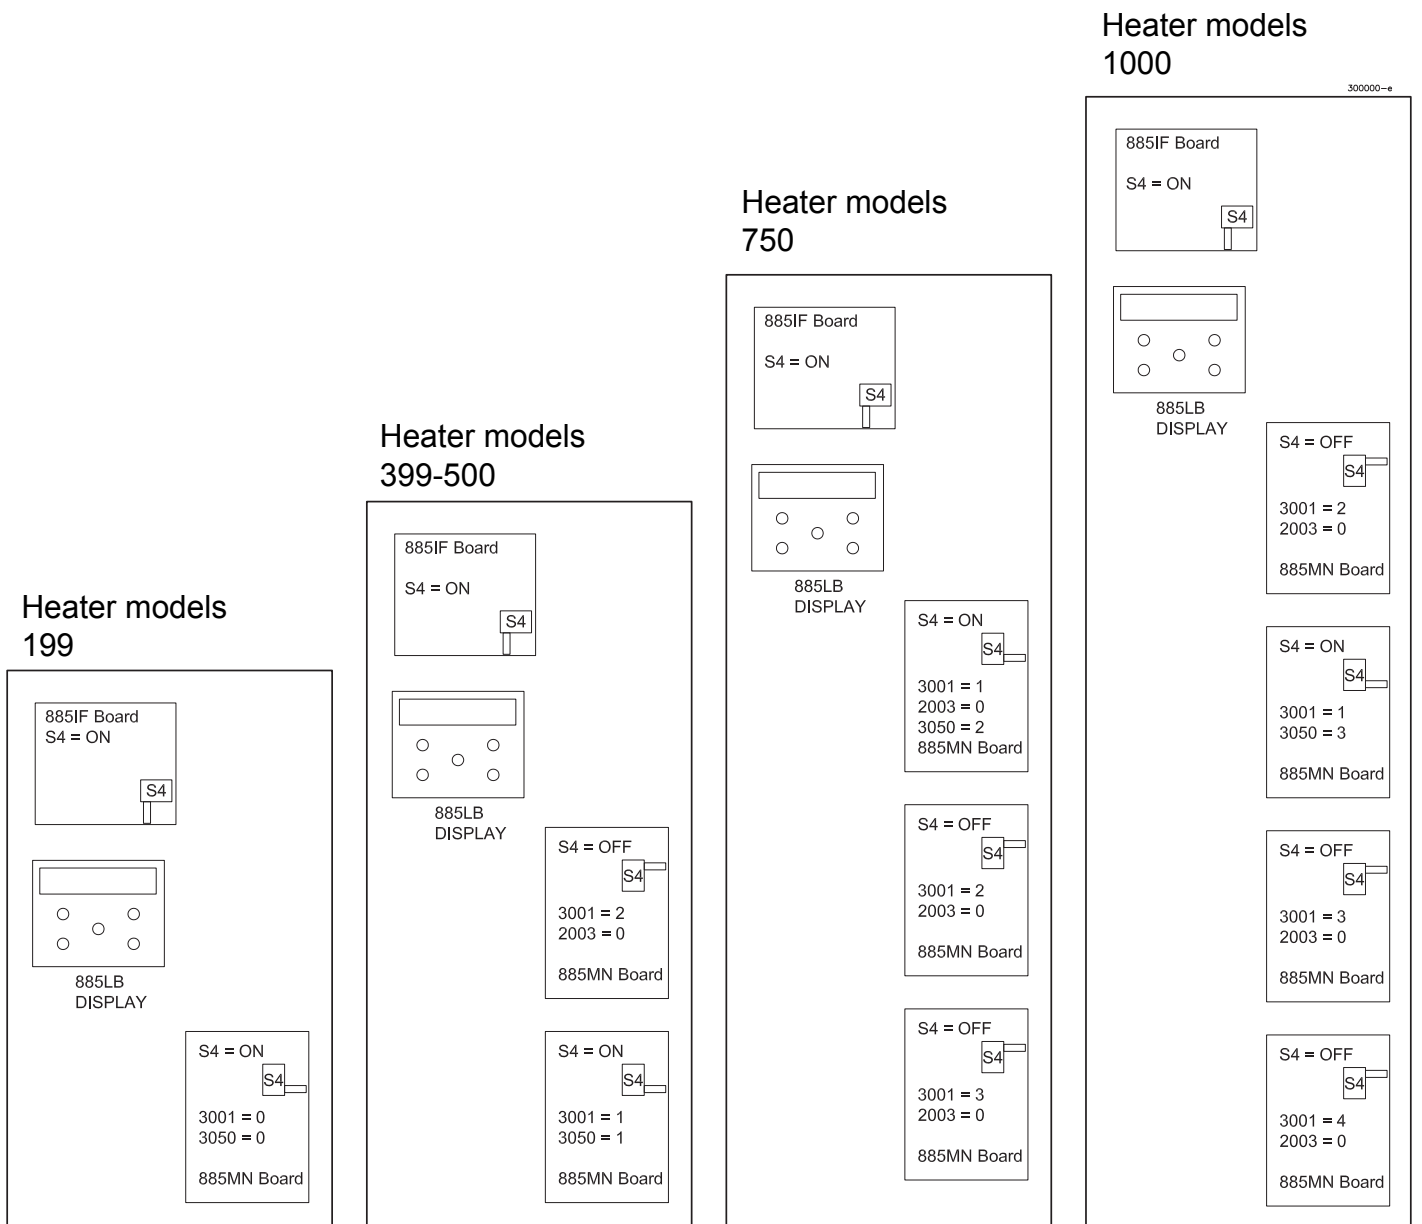 Heater models
199
885IF Board
S4 = ON
S4
885LB
DISPLAY
S4 = ON
S4
3001 = 0
3050 = 0
885MN Board
Heater models
399-500
885IF Board
S4 = ON
S4
885LB
DISPLAY
S4 = OFF
S4
3001 = 2
2003 = 0
885MN Board
S4 = ON
S4
3001 = 1
3050 = 1
885MN Board
Heater models
750
885IF Board
S4 = ON
S4
885LB
DISPLAY
S4 = ON
S4
3001 = 1
2003 = 0
3050 = 2
885MN Board
S4 = OFF
S4
3001 = 2
2003 = 0
885MN Board
S4 = OFF
S4
3001 = 3
2003 = 0
885MN Board
Heater models
1000
300000-e
885IF Board
S4 = ON
S4
885LB
DISPLAY
S4 = OFF
S4
3001 = 2
2003 = 0
885MN Board
S4 = ON
S4
3001 = 1
3050 = 3
885MN Board
S4 = OFF
S4
3001 = 3
2003 = 0
885MN Board
S4 = OFF
S4
3001 = 4
2003 = 0
885MN Board